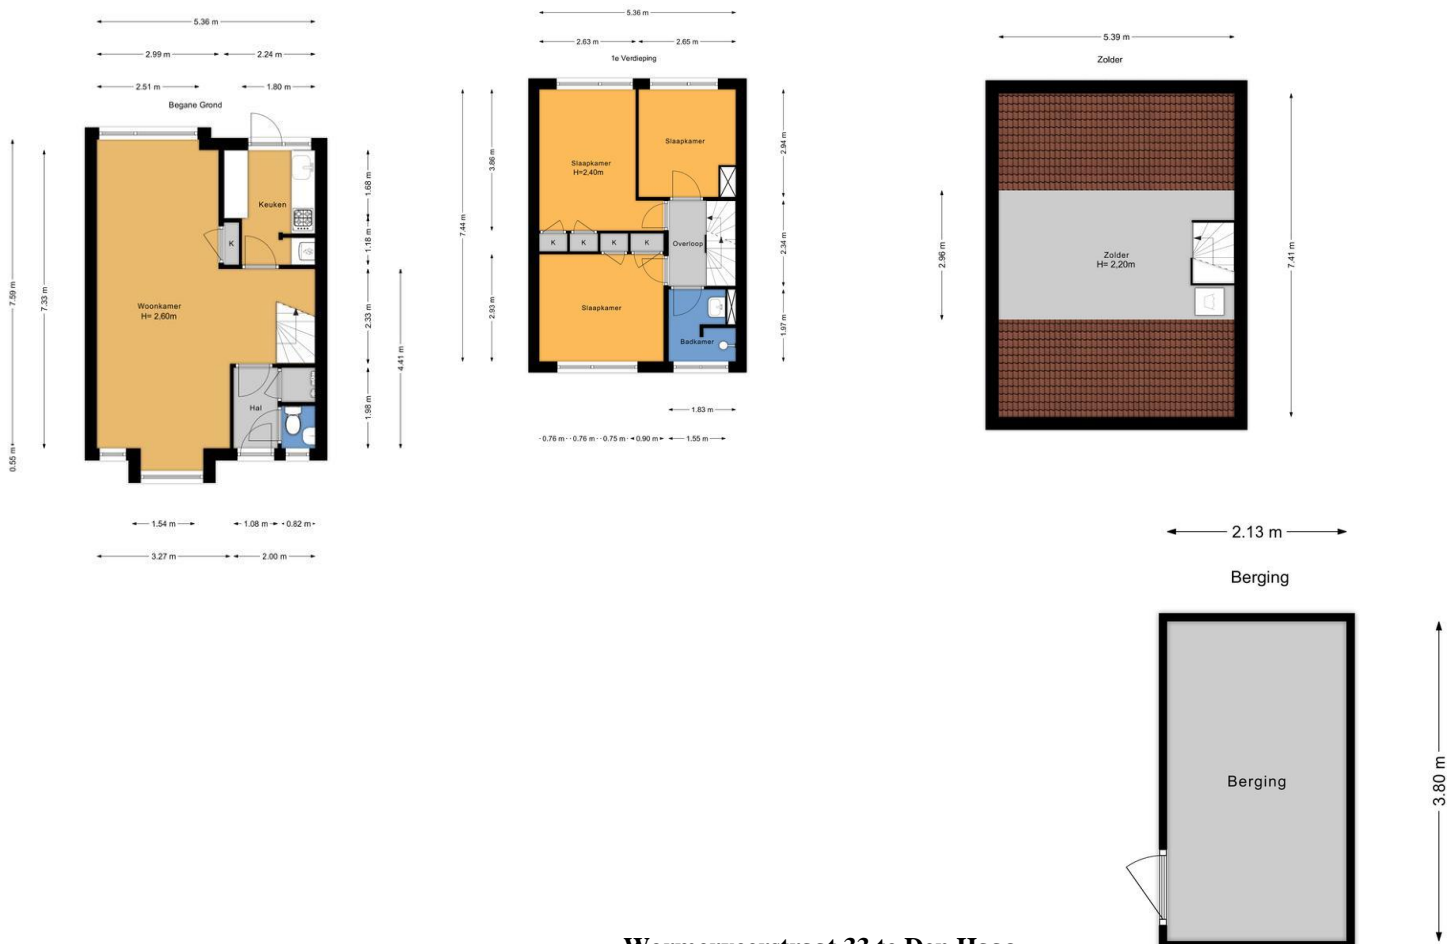 5.36 m
2.99 m
2.24 m
2.51 m
1.80 m
Begane Grond
7.59 m
0.55 m
7.33 m
Keuken
K
Woonkamer
H= 2.60m
Hal
1.68 m
1.18 m
2.33 m
1.98 m
4.41 m
1.54 m
1.08 m
0.82 m
3.27 m
2.00 m
5.36 m
2.63 m
2.65 m
1e Verdieping
7.44 m
3.86 m
2.93 m
Slaapkamer
H=2,40m
Slaapkamer
K
K
K
K
Overloop
Slaapkamer
Badkamer
2.94 m
2.34 m
1.97 m
1.83 m
0.76 m
0.76 m
0.75 m
0.90 m
1.55 m
5.39 m
Zolder
2.96 m
Zolder
H= 2,20m
7.41 m
2.13 m
Berging
Berging
3.80 m